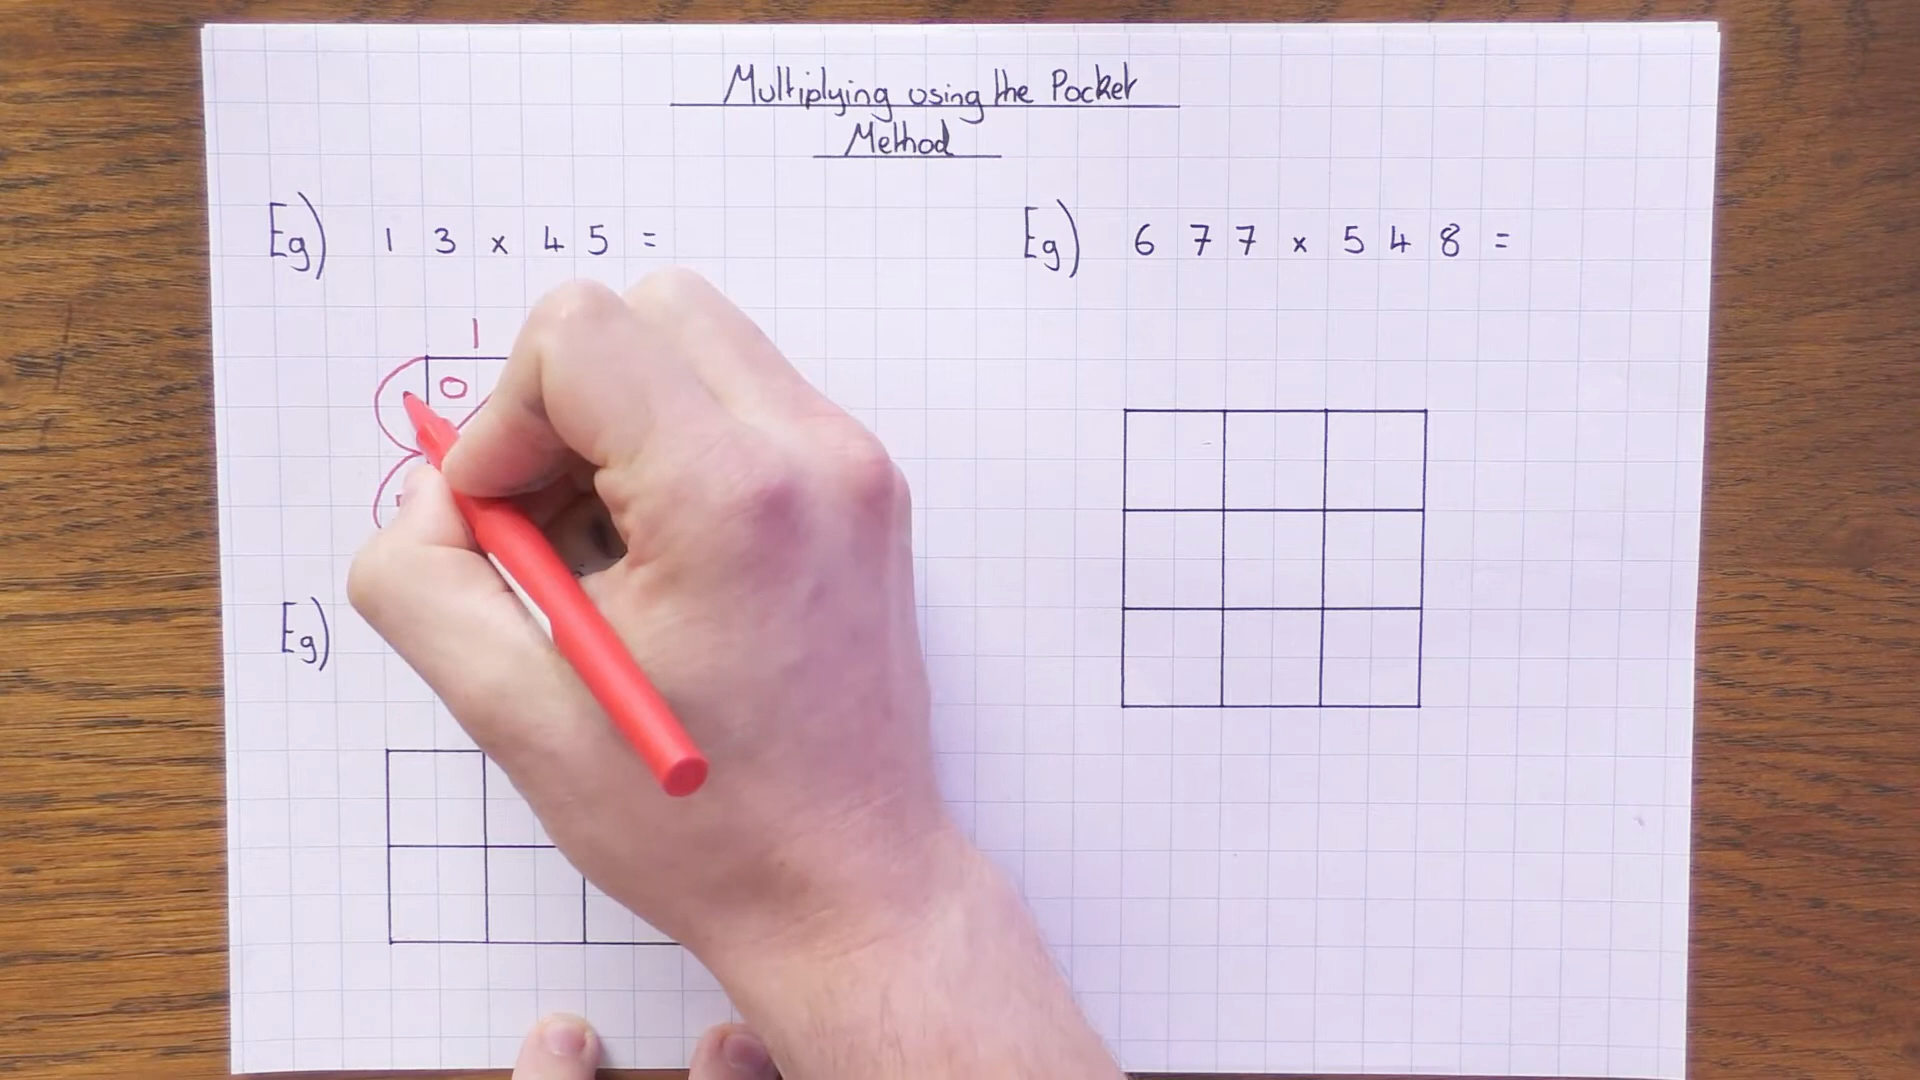 Multiplying using the Pocket
Method
Eg) 1 3 x 4 5 =
Eg) 6 7 7 x 5 4 8 =
1
0
Eg)